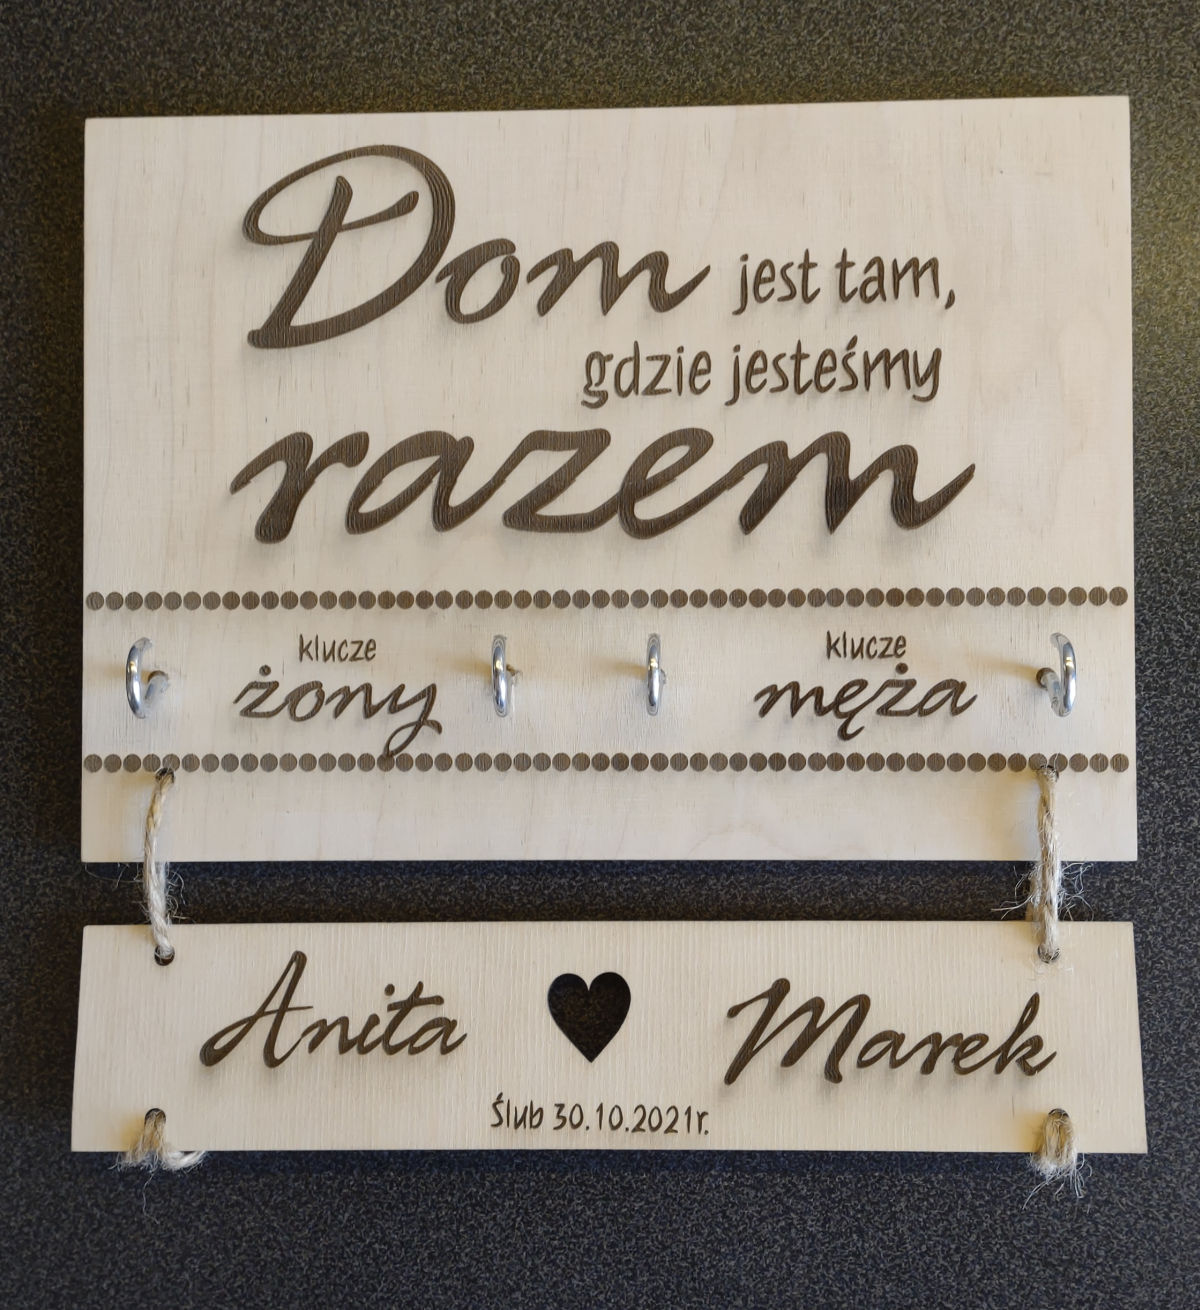 Dom jest tam,
gdzie jesteśmy
razem
klucze
żony
klucze
męża
Anita Marek
Ślub 30.10.2021r.